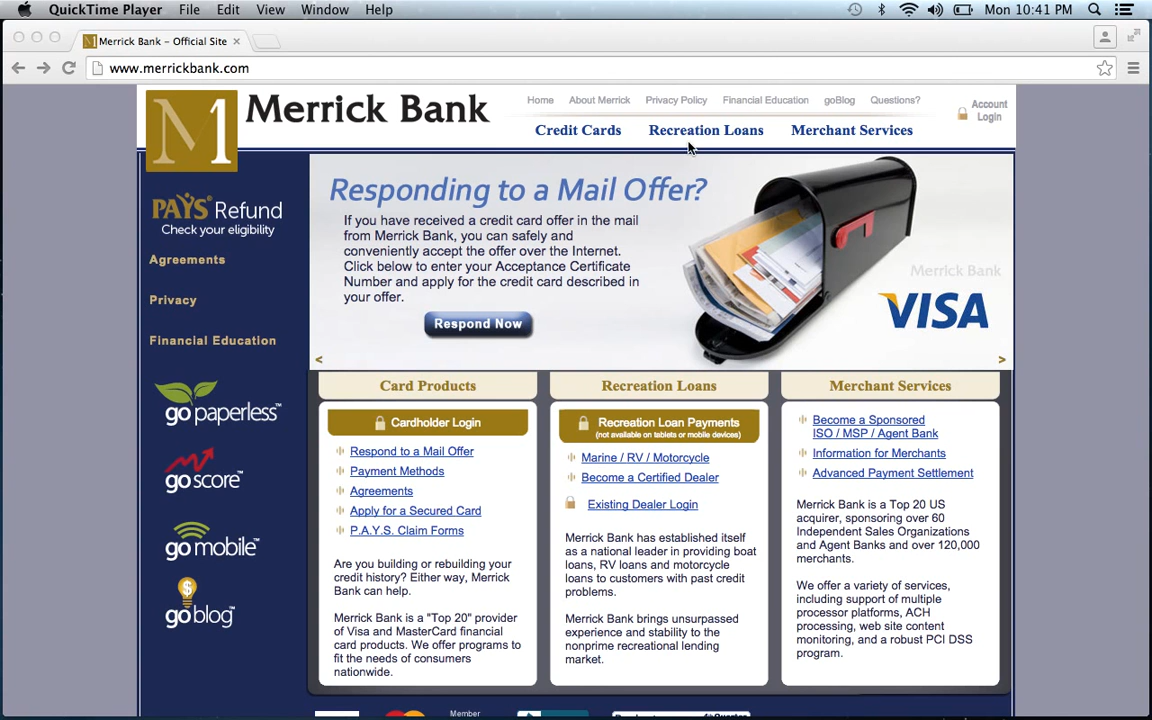 QuickTime Player File Edit View Window Help Mon 10:41 PM
M Merrick Bank – Official Site ×
www.merrickbank.com
M Merrick Bank
Home About Merrick Privacy Policy Financial Education goBlog Questions?
Account
Login
Credit Cards Recreation Loans Merchant Services
PAYS Refund
Check your eligibility
Agreements
Privacy
Financial Education
go paperless™
go score™
go mobile™
$
go blog™
Responding to a Mail Offer?
If you have received a credit card offer in the mail
from Merrick Bank, you can safely and
conveniently accept the offer over the Internet.
Click below to enter your Acceptance Certificate
Number and apply for the credit card described in
your offer.
Respond Now
Merrick Bank
VISA
< >
Card Products
Cardholder Login
Respond to a Mail Offer
Payment Methods
Agreements
Apply for a Secured Card
P.A.Y.S. Claim Forms
Are you building or rebuilding your
credit history? Either way, Merrick
Bank can help.
Merrick Bank is a "Top 20" provider
of Visa and MasterCard financial
card products. We offer programs to
fit the needs of consumers
nationwide.
Recreation Loans
Recreation Loan Payments
(not available on tablets or mobile devices)
Marine / RV / Motorcycle
Become a Certified Dealer
Existing Dealer Login
Merrick Bank has established itself
as a national leader in providing boat
loans, RV loans and motorcycle
loans to customers with past credit
problems.
Merrick Bank brings unsurpassed
experience and stability to the
nonprime recreational lending
market.
Merchant Services
Become a Sponsored
ISO / MSP / Agent Bank
Information for Merchants
Advanced Payment Settlement
Merrick Bank is a Top 20 US
acquirer, sponsoring over 60
Independent Sales Organizations
and Agent Banks and over 120,000
merchants.
We offer a variety of services,
including support of multiple
processor platforms, ACH
processing, web site content
monitoring, and a robust PCI DSS
program.
Member